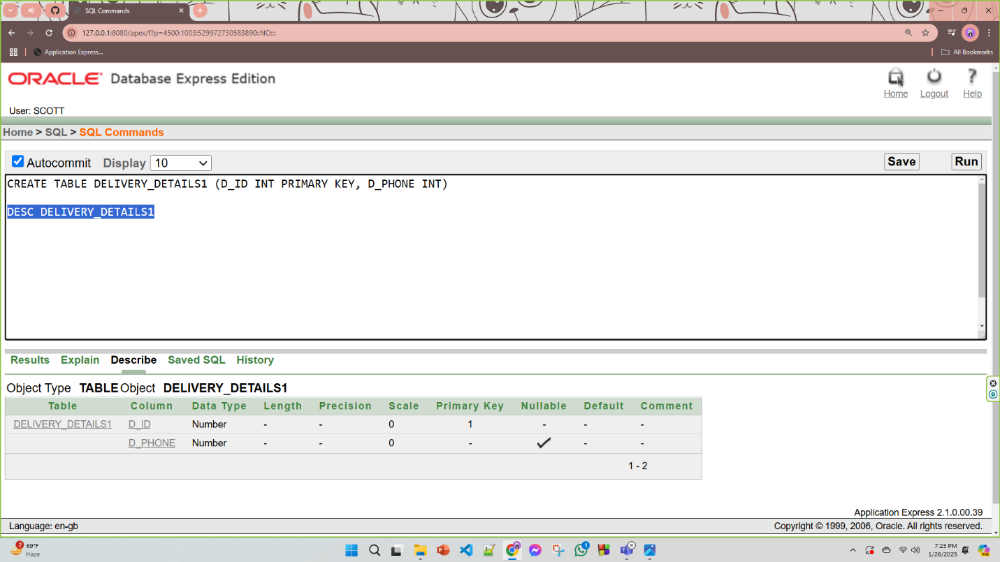 SQL Commands
127.0.0.1:8080/apex/f?p=4500:1003:529972730583890::NO:::
Application Express...
All Bookmarks
ORACLE Database Express Edition
Home Logout Help
User: SCOTT
Home > SQL > SQL Commands
Autocommit Display 10 Save Run
CREATE TABLE DELIVERY_DETAILS1 (D_ID INT PRIMARY KEY, D_PHONE INT)
DESC DELIVERY_DETAILS1
Results Explain Describe Saved SQL History
Object Type TABLE Object DELIVERY_DETAILS1
Table Column Data Type Length Precision Scale Primary Key Nullable Default Comment
DELIVERY_DETAILS1 D_ID Number - - 0 1 - - -
D_PHONE Number - - 0 - - -
1 - 2
Application Express 2.1.0.00.39
Language: en-gb Copyright © 1999, 2006, Oracle. All rights reserved.
2 69°F
Haze
1
7:23 PM
1/26/2025
PRE